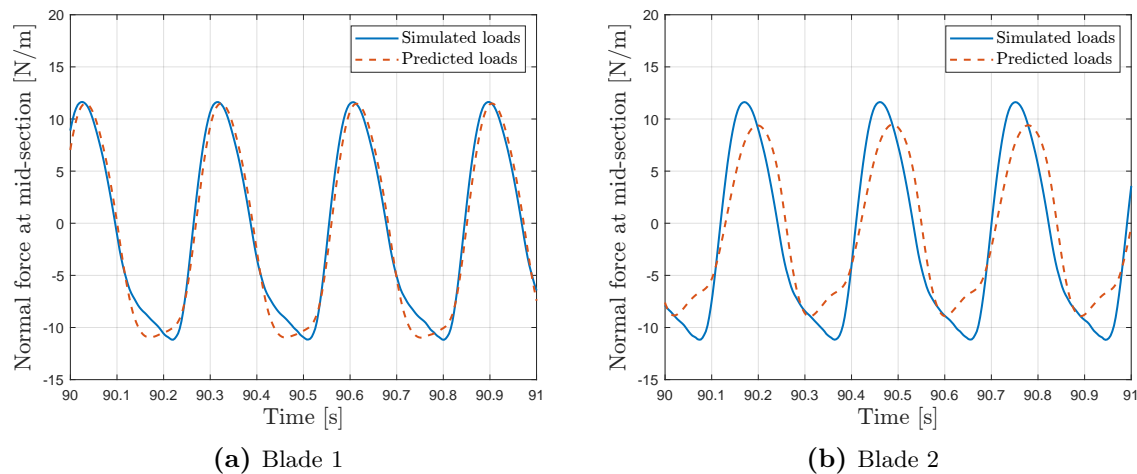 Normal force at mid-section [N/m]
20
15
10
5
0
-5
-10
-15
90 90.1 90.2 90.3 90.4 90.5 90.6 90.7 90.8 90.9 91
Time [s]
Simulated loads
Predicted loads
(a) Blade 1
Normal force at mid-section [N/m]
20
15
10
5
0
-5
-10
-15
90 90.1 90.2 90.3 90.4 90.5 90.6 90.7 90.8 90.9 91
Time [s]
Simulated loads
Predicted loads
(b) Blade 2